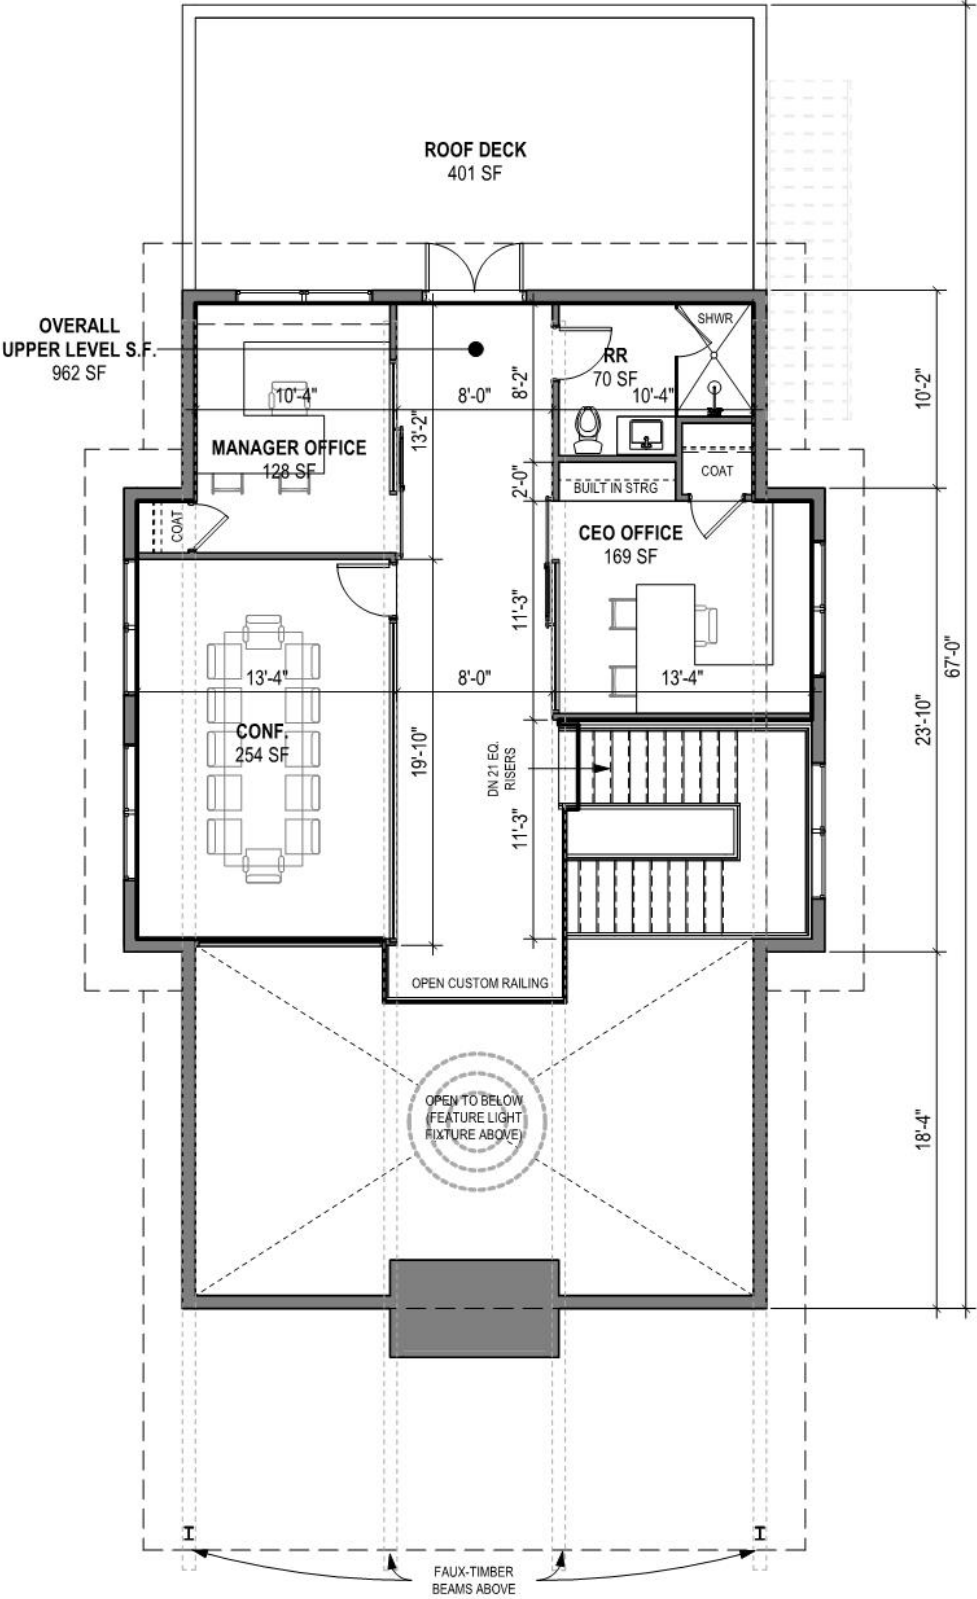 ROOF DECK
401 SF
OVERALL
UPPER LEVEL S.F.
962 SF
SHWR
RR
70 SF
10'-4"
8'-0"
8'-2"
10'-4"
10'-2"
13'-2"
MANAGER OFFICE
128 SF
2'-0"
BUILT IN STRG
COAT
COAT
CEO OFFICE
169 SF
11'-3"
67'-0"
13'-4"
8'-0"
13'-4"
23'-10"
CONF.
254 SF
19'-10"
DN 21 EQ.
RISERS
11'-3"
OPEN CUSTOM RAILING
OPEN TO BELOW
(FEATURE LIGHT
FIXTURE ABOVE)
18'-4"
FAUX-TIMBER
BEAMS ABOVE